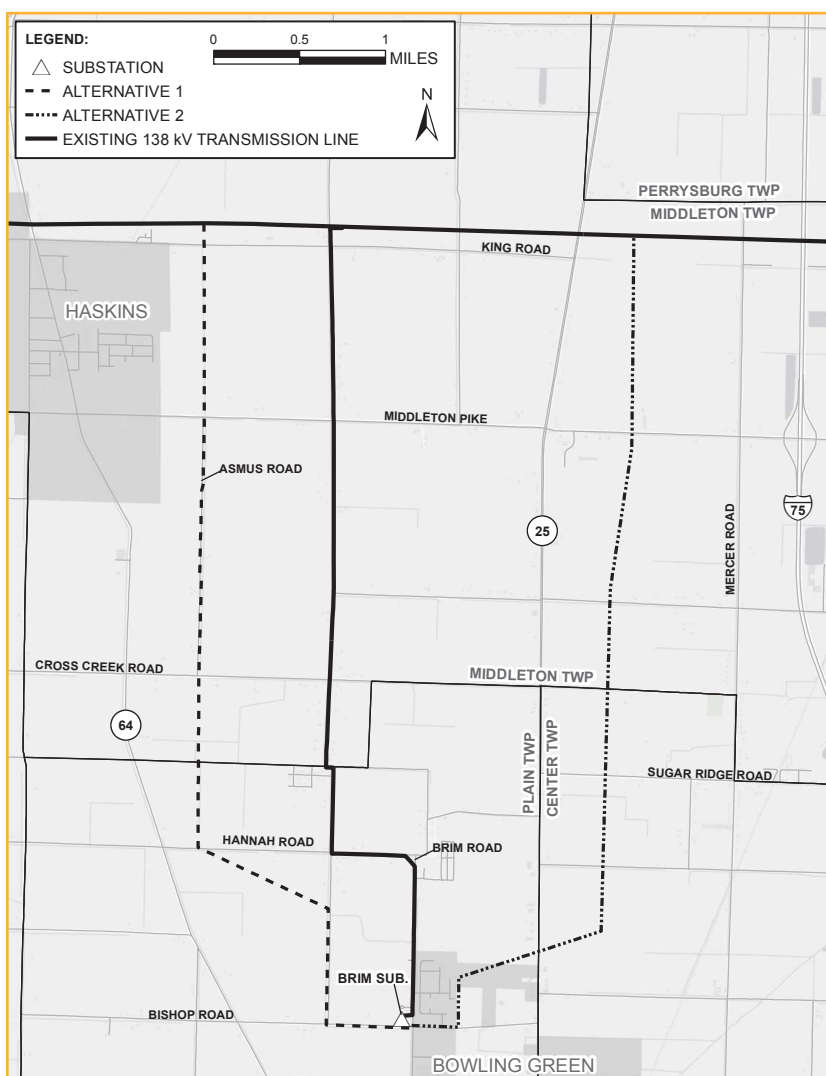 LEGEND:
0 0.5 1
MILES
SUBSTATION
ALTERNATIVE 1
ALTERNATIVE 2
EXISTING 138 kV TRANSMISSION LINE
N
PERRYSBURG TWP
MIDDLETON TWP
KING ROAD
HASKINS
MIDDLETON PIKE
ASMUS ROAD
75
25
MERCER ROAD
CROSS CREEK ROAD
MIDDLETON TWP
64
PLAIN TWP
CENTER TWP
SUGAR RIDGE ROAD
HANNAH ROAD
BRIM ROAD
BRIM SUB.
BISHOP ROAD
BOWLING GREEN